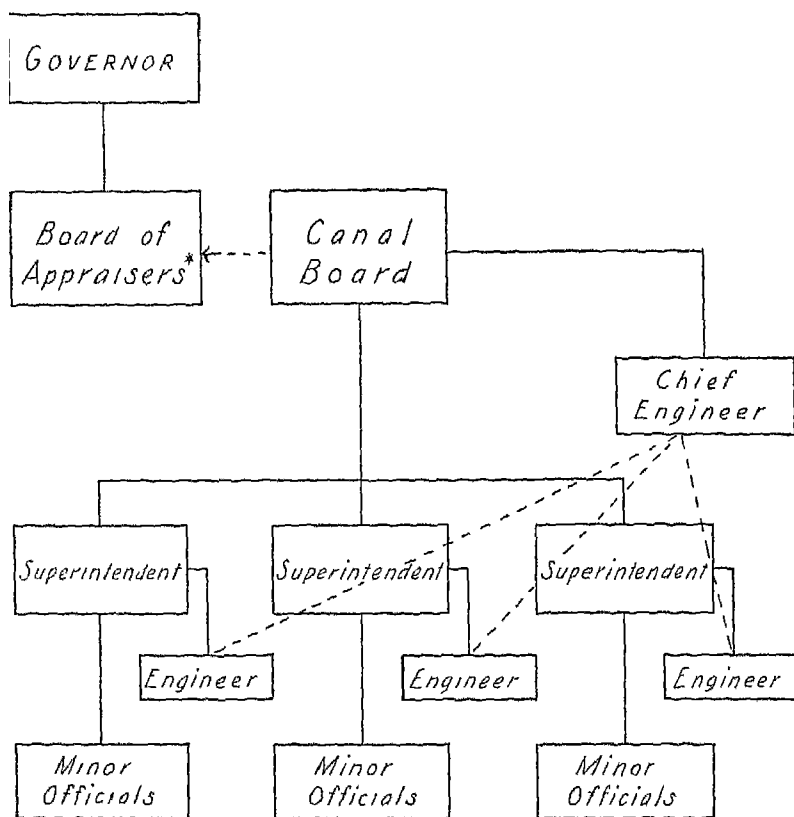 GOVERNOR
Board of
Appraisers*
Canal
Board
Chief
Engineer
Superintendent
Superintendent
Superintendent
Engineer
Engineer
Engineer
Minor
Officials
Minor
Officials
Minor
Officials